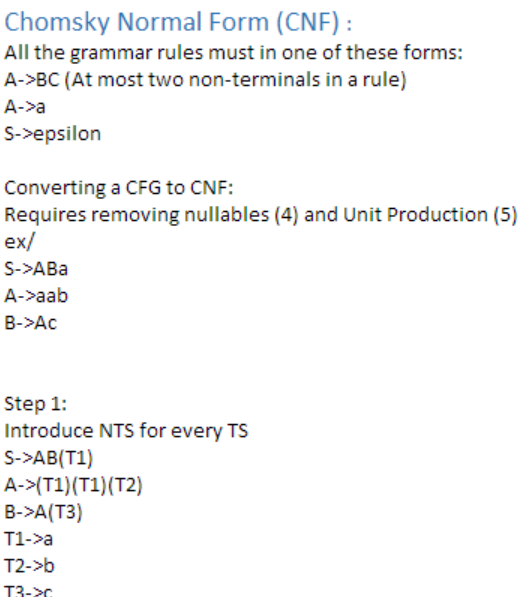 Chomsky Normal Form (CNF) :
All the grammar rules must in one of these forms:
A->BC (At most two non-terminals in a rule)
A->a
S->epsilon
Converting a CFG to CNF:
Requires removing nullables (4) and Unit Production (5)
ex/
S->ABa
A->aab
B->Ac
Step 1:
Introduce NTS for every TS
S->AB(T1)
A->(T1)(T1)(T2)
B->A(T3)
T1->a
T2->b
T3->c